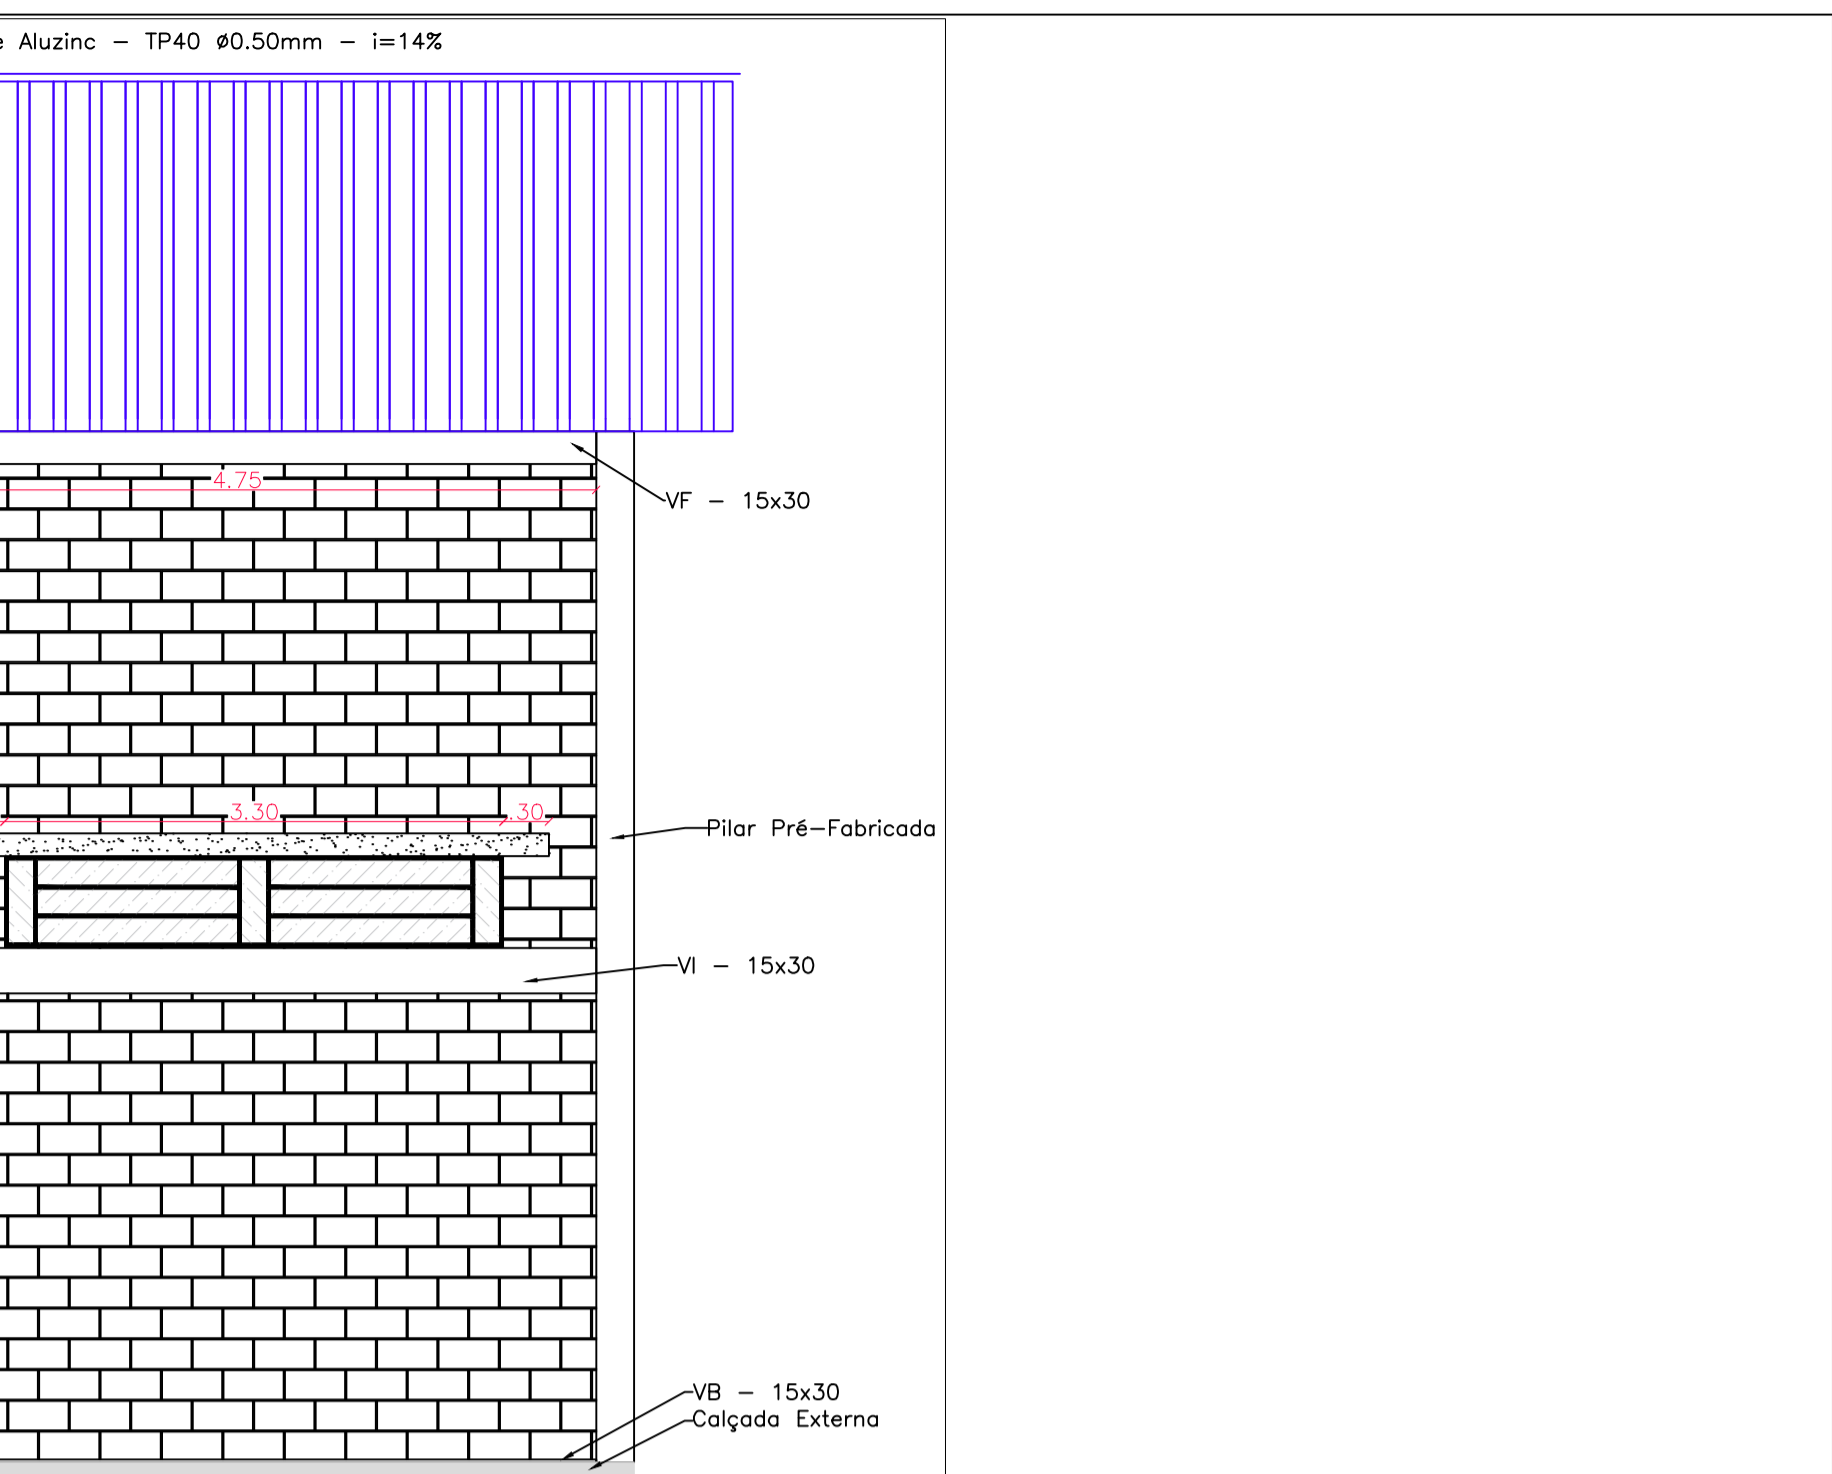 e Aluzinc – TP40 ø0.50mm – i=14%
4.75
VF – 15x30
3.30
.30
Pilar Pré–Fabricada
VI – 15x30
VB – 15x30
Calçada Externa